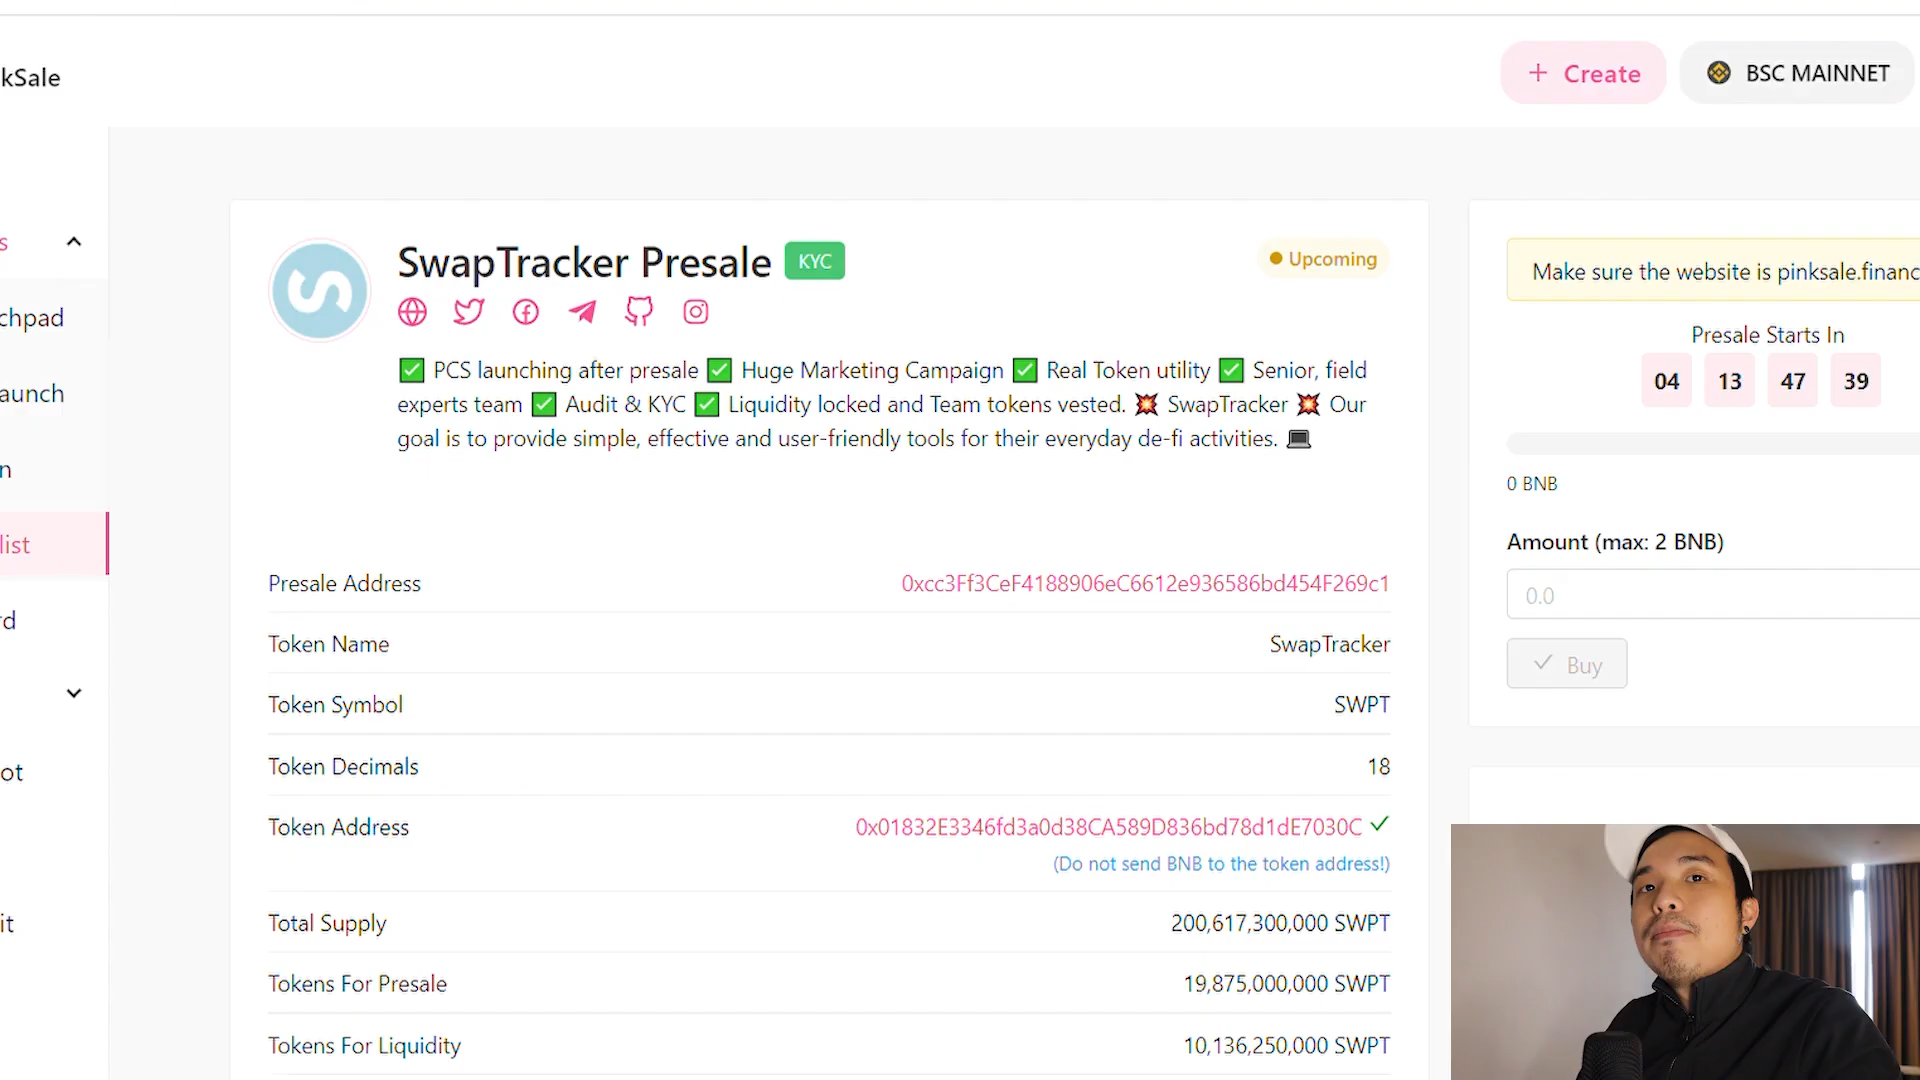 kSale
+ Create
BSC MAINNET
s
chpad
aunch
n
list
rd
ot
it
SwapTracker Presale
KYC
Upcoming
✅ PCS launching after presale ✅ Huge Marketing Campaign ✅ Real Token utility ✅ Senior, field
experts team ✅ Audit & KYC ✅ Liquidity locked and Team tokens vested. 💥 SwapTracker 💥 Our
goal is to provide simple, effective and user-friendly tools for their everyday de-fi activities. 💻
Presale Address 0xcc3Ff3CeF4188906eC6612e936586bd454F269c1
Token Name SwapTracker
Token Symbol SWPT
Token Decimals 18
Token Address 0x01832E3346fd3a0d38CA589D836bd78d1dE7030C
(Do not send BNB to the token address!)
Total Supply 200,617,300,000 SWPT
Tokens For Presale 19,875,000,000 SWPT
Tokens For Liquidity 10,136,250,000 SWPT
Make sure the website is pinksale.financ
Presale Starts In
04 13 47 39
0 BNB
Amount (max: 2 BNB)
0.0
Buy